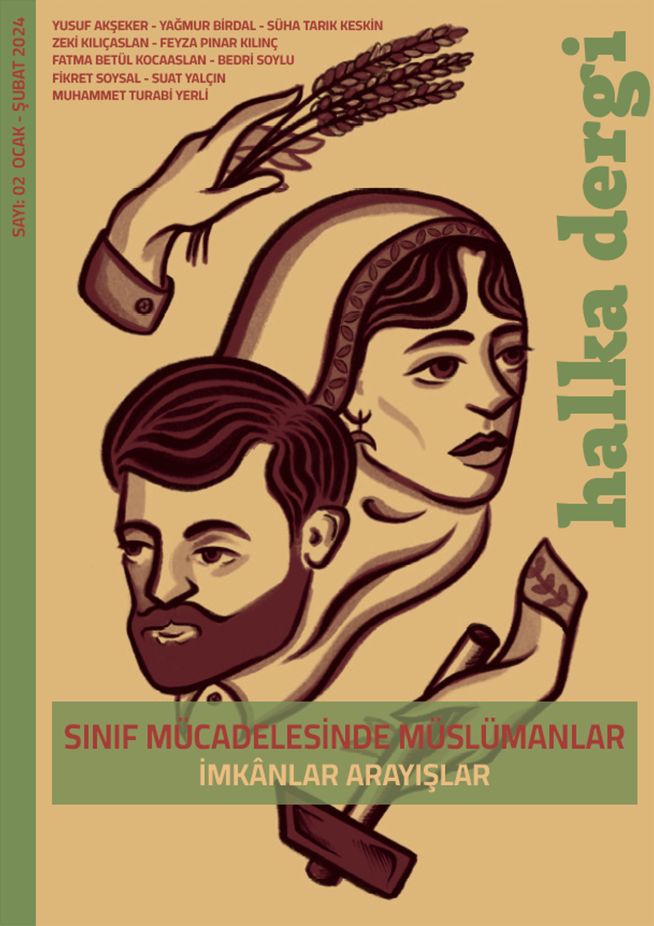 SAYI: 02 OCAK - ŞUBAT 2024
YUSUF AKŞEKER - YAĞMUR BİRDAL - SÜHA TARIK KESKİN
ZEKİ KILIÇASLAN - FEYZA PINAR KILINÇ
FATMA BETÜL KOCAASLAN - BEDRİ SOYLU
FİKRET SOYSAL - SUAT YALÇIN
MUHAMMET TURABİ YERLİ
halka dergi
SINIF MÜCADELESİNDE MÜSLÜMANLAR
İMKÂNLAR ARAYIŞLAR